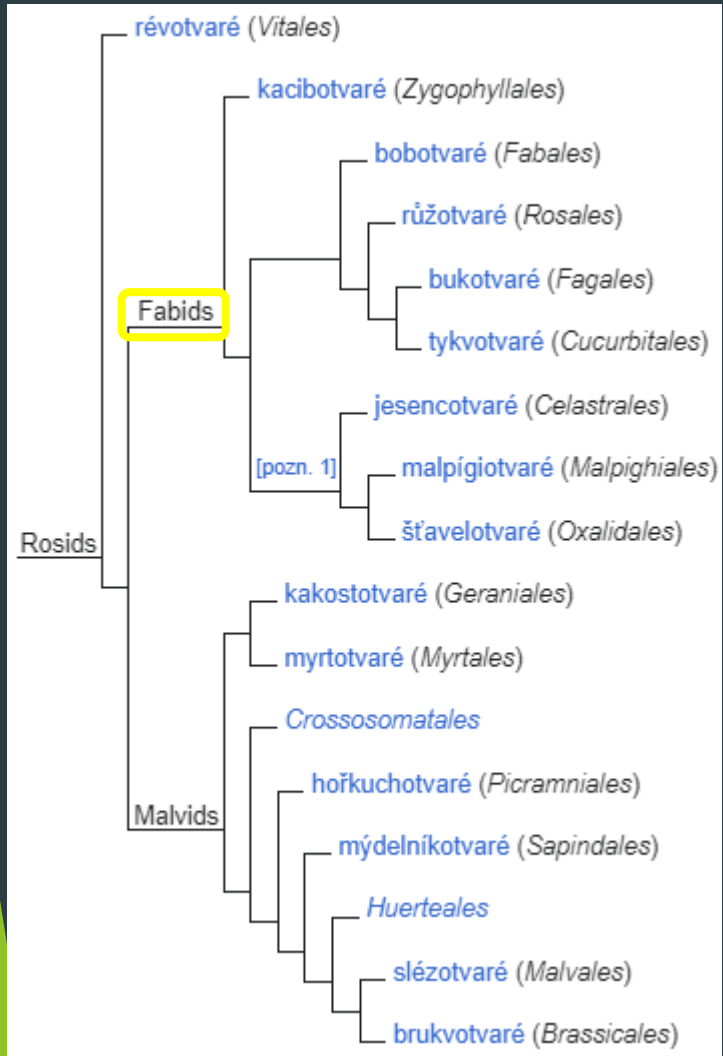 révotvaré (Vitales)
kacibotvaré (Zygophyllales)
bobotvaré (Fabales)
růžotvaré (Rosales)
bukotvaré (Fagales)
Fabids
tykvotvaré (Cucurbitales)
jesencotvaré (Celastrales)
[pozn. 1]
malpígiotvaré (Malpighiales)
šťavelotvaré (Oxalidales)
Rosids
kakostotvaré (Geraniales)
myrtotvaré (Myrtales)
Crossosomatales
hořkuchotvaré (Picramniales)
Malvids
mýdelníkotvaré (Sapindales)
Huerteales
slézotvaré (Malvales)
brukvotvaré (Brassicales)